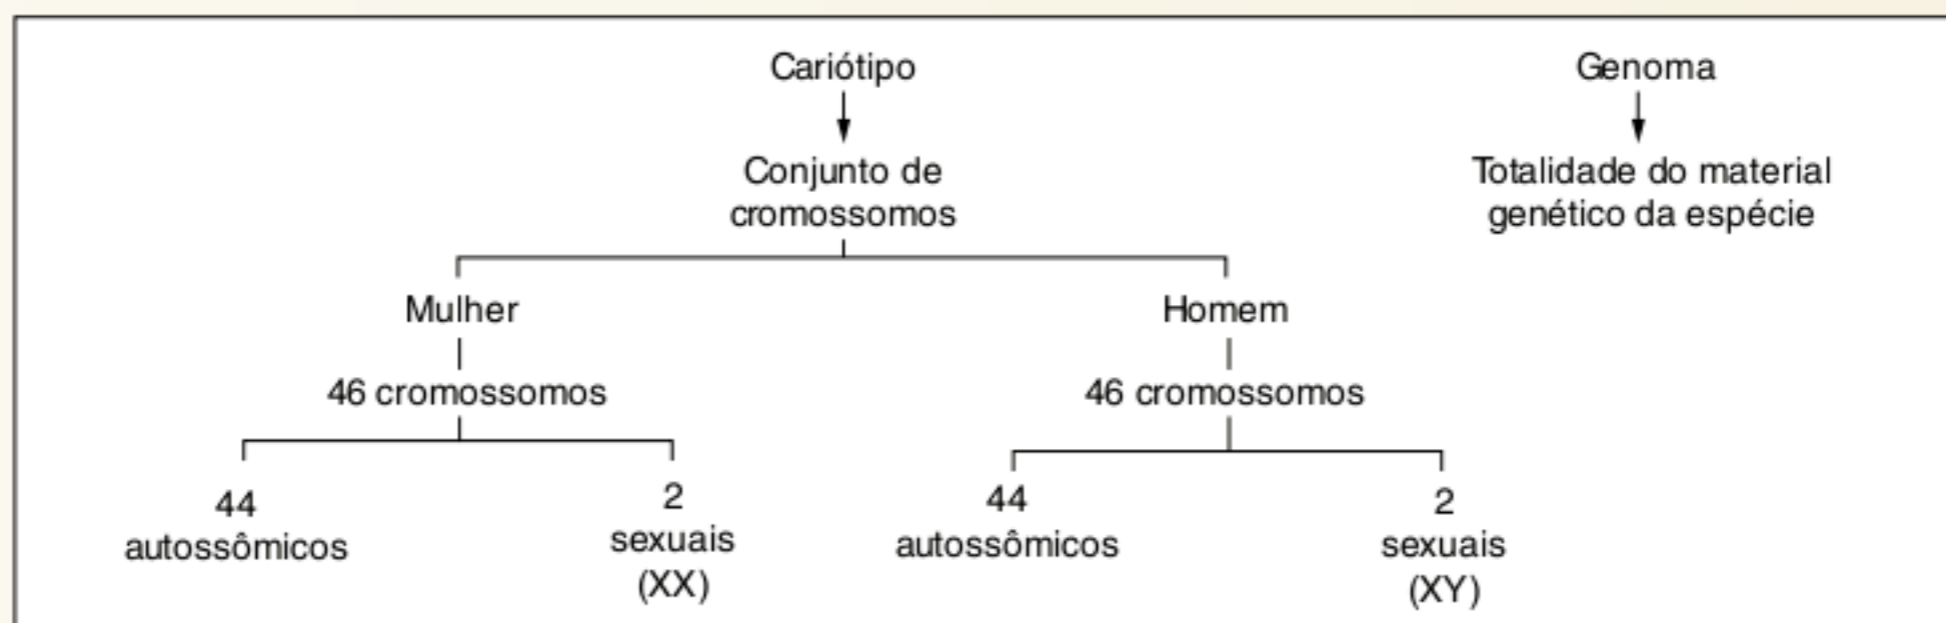 Cariótipo
Genoma
Conjunto de
cromossomos
Totalidade do material
genético da espécie
Mulher
Homem
46 cromossomos
46 cromossomos
44
autossômicos
2
sexuais
(XX)
44
autossômicos
2
sexuais
(XY)